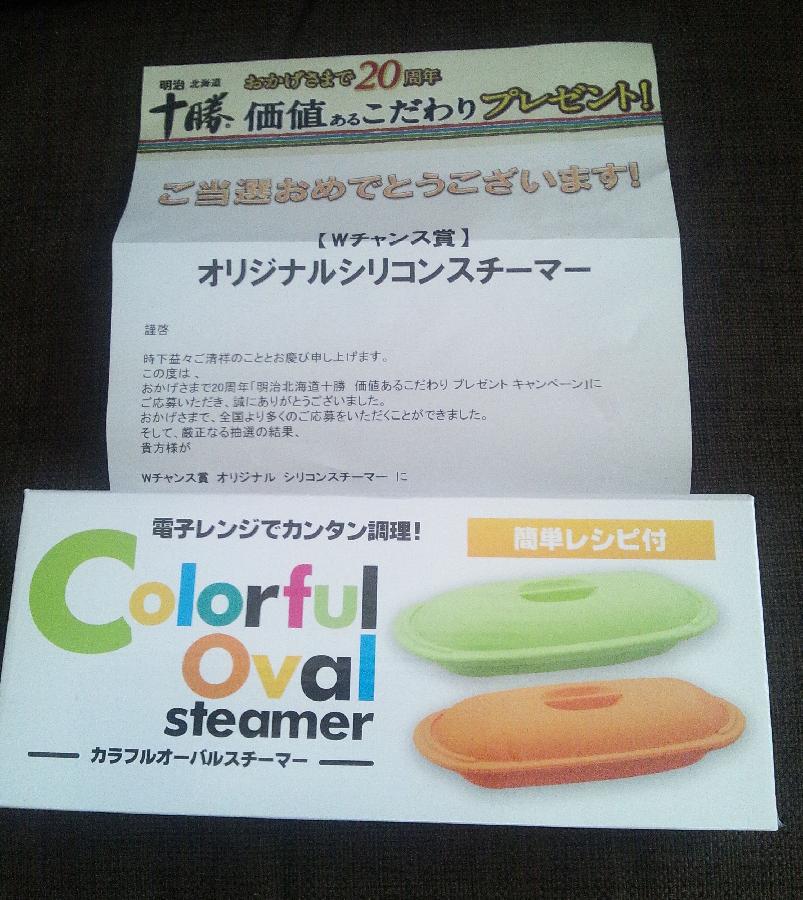 明治 北海道 おかげさまで20周年
十勝 価値あるこだわりプレゼント!
ご当選おめでとうございます!
【Wチャンス賞】
オリジナルシリコンスチーマー
謹啓
時下益々ご清祥のこととお慶び申し上げます。
この度は、
おかげさまで20周年「明治北海道十勝 価値あるこだわり プレゼント キャンペーン」に
ご応募いただき、誠にありがとうございました。
おかげさまで、全国より多くのご応募をいただくことができました。
そして、厳正なる抽選の結果、
貴方様が
Wチャンス賞 オリジナル シリコンスチーマー に
電子レンジでカンタン調理!
簡単レシピ付
Colorful
Oval
steamer
カラフルオーバルスチーマー